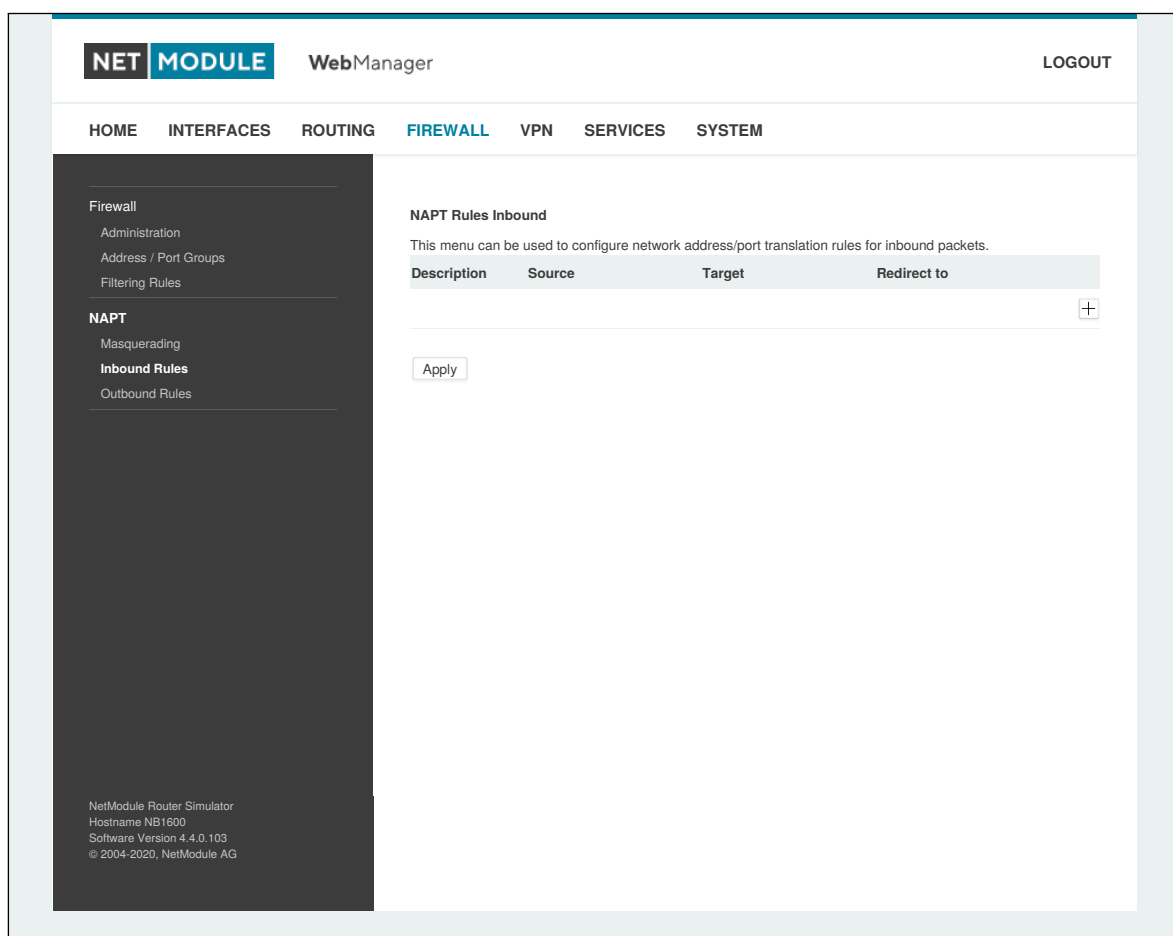 NET MODULE WebManager LOGOUT
HOME INTERFACES ROUTING FIREWALL VPN SERVICES SYSTEM
Firewall
Administration
Address / Port Groups
Filtering Rules
NAPT
Masquerading
Inbound Rules
Outbound Rules
NAPT Rules Inbound
This menu can be used to configure network address/port translation rules for inbound packets.
Description Source Target Redirect to
Apply
NetModule Router Simulator
Hostname NB1600
Software Version 4.4.0.103
© 2004-2020, NetModule AG